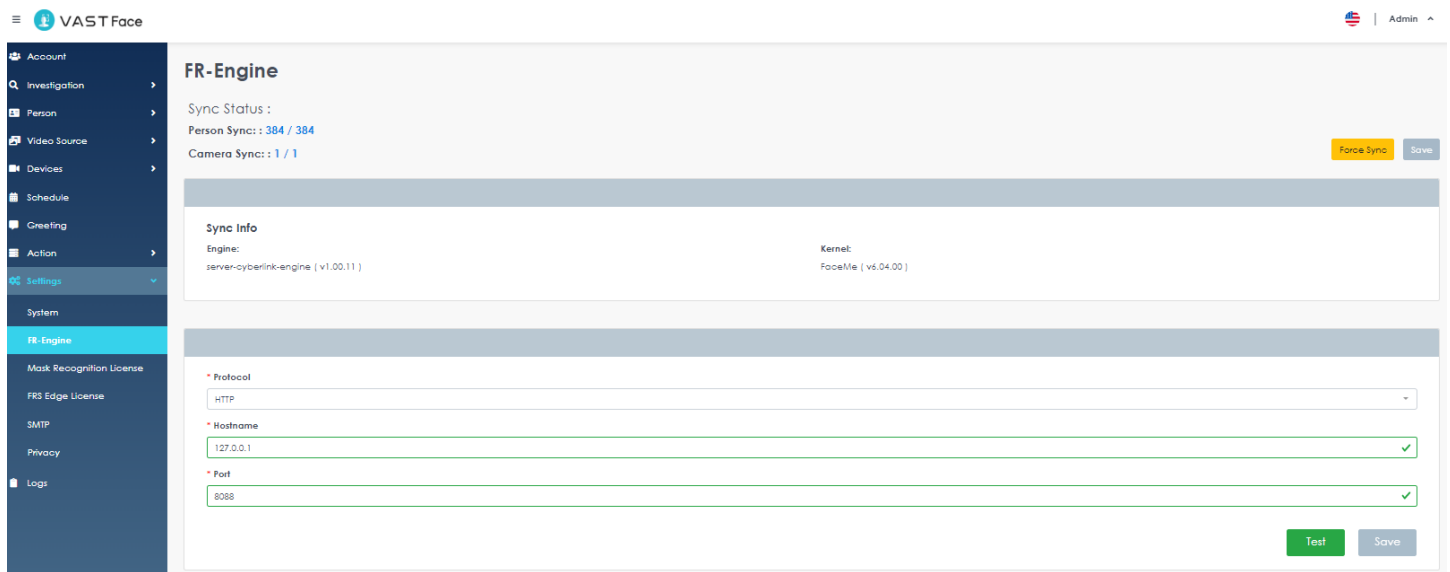 VAST Face
Admin
Account
Investigation
Person
Video Source
Devices
Schedule
Greeting
Action
Settings
System
FR-Engine
Mask Recognition License
FRS Edge License
SMTP
Privacy
Logs
FR-Engine
Sync Status :
Person Sync: : 384 / 384
Camera Sync: : 1 / 1
Force Sync
Save
Sync Info
Engine:
server-cyberlink-engine ( v1.00.11 )
Kernel:
FaceMe ( v6.04.00 )
* Protocol
HTTP
* Hostname
127.0.0.1
* Port
8088
Test
Save